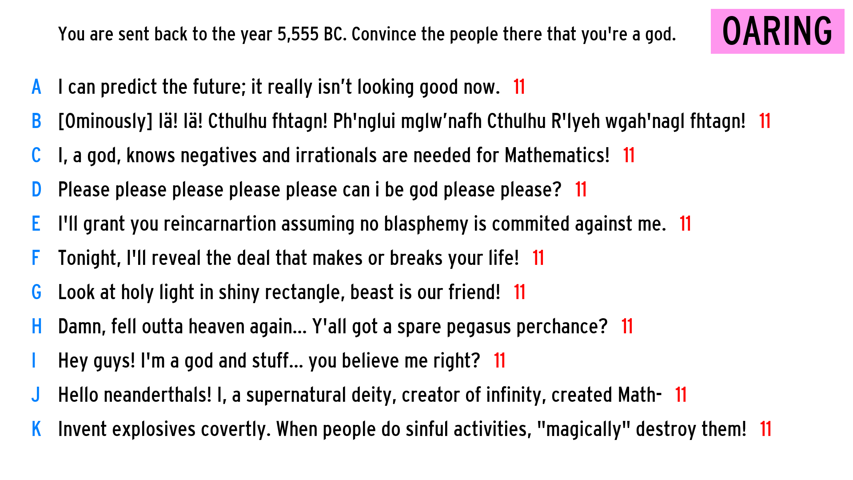 You are sent back to the year 5,555 BC. Convince the people there that you're a god.
OARING
A I can predict the future; it really isn’t looking good now. 11
B [Ominously] Iä! Iä! Cthulhu fhtagn! Ph'nglui mglw’nafh Cthulhu R'lyeh wgah'nagl fhtagn! 11
C I, a god, knows negatives and irrationals are needed for Mathematics! 11
D Please please please please please can i be god please please? 11
E I'll grant you reincarnartion assuming no blasphemy is commited against me. 11
F Tonight, I'll reveal the deal that makes or breaks your life! 11
G Look at holy light in shiny rectangle, beast is our friend! 11
H Damn, fell outta heaven again... Y'all got a spare pegasus perchance? 11
I Hey guys! I'm a god and stuff... you believe me right? 11
J Hello neanderthals! I, a supernatural deity, creator of infinity, created Math- 11
K Invent explosives covertly. When people do sinful activities, "magically" destroy them! 11